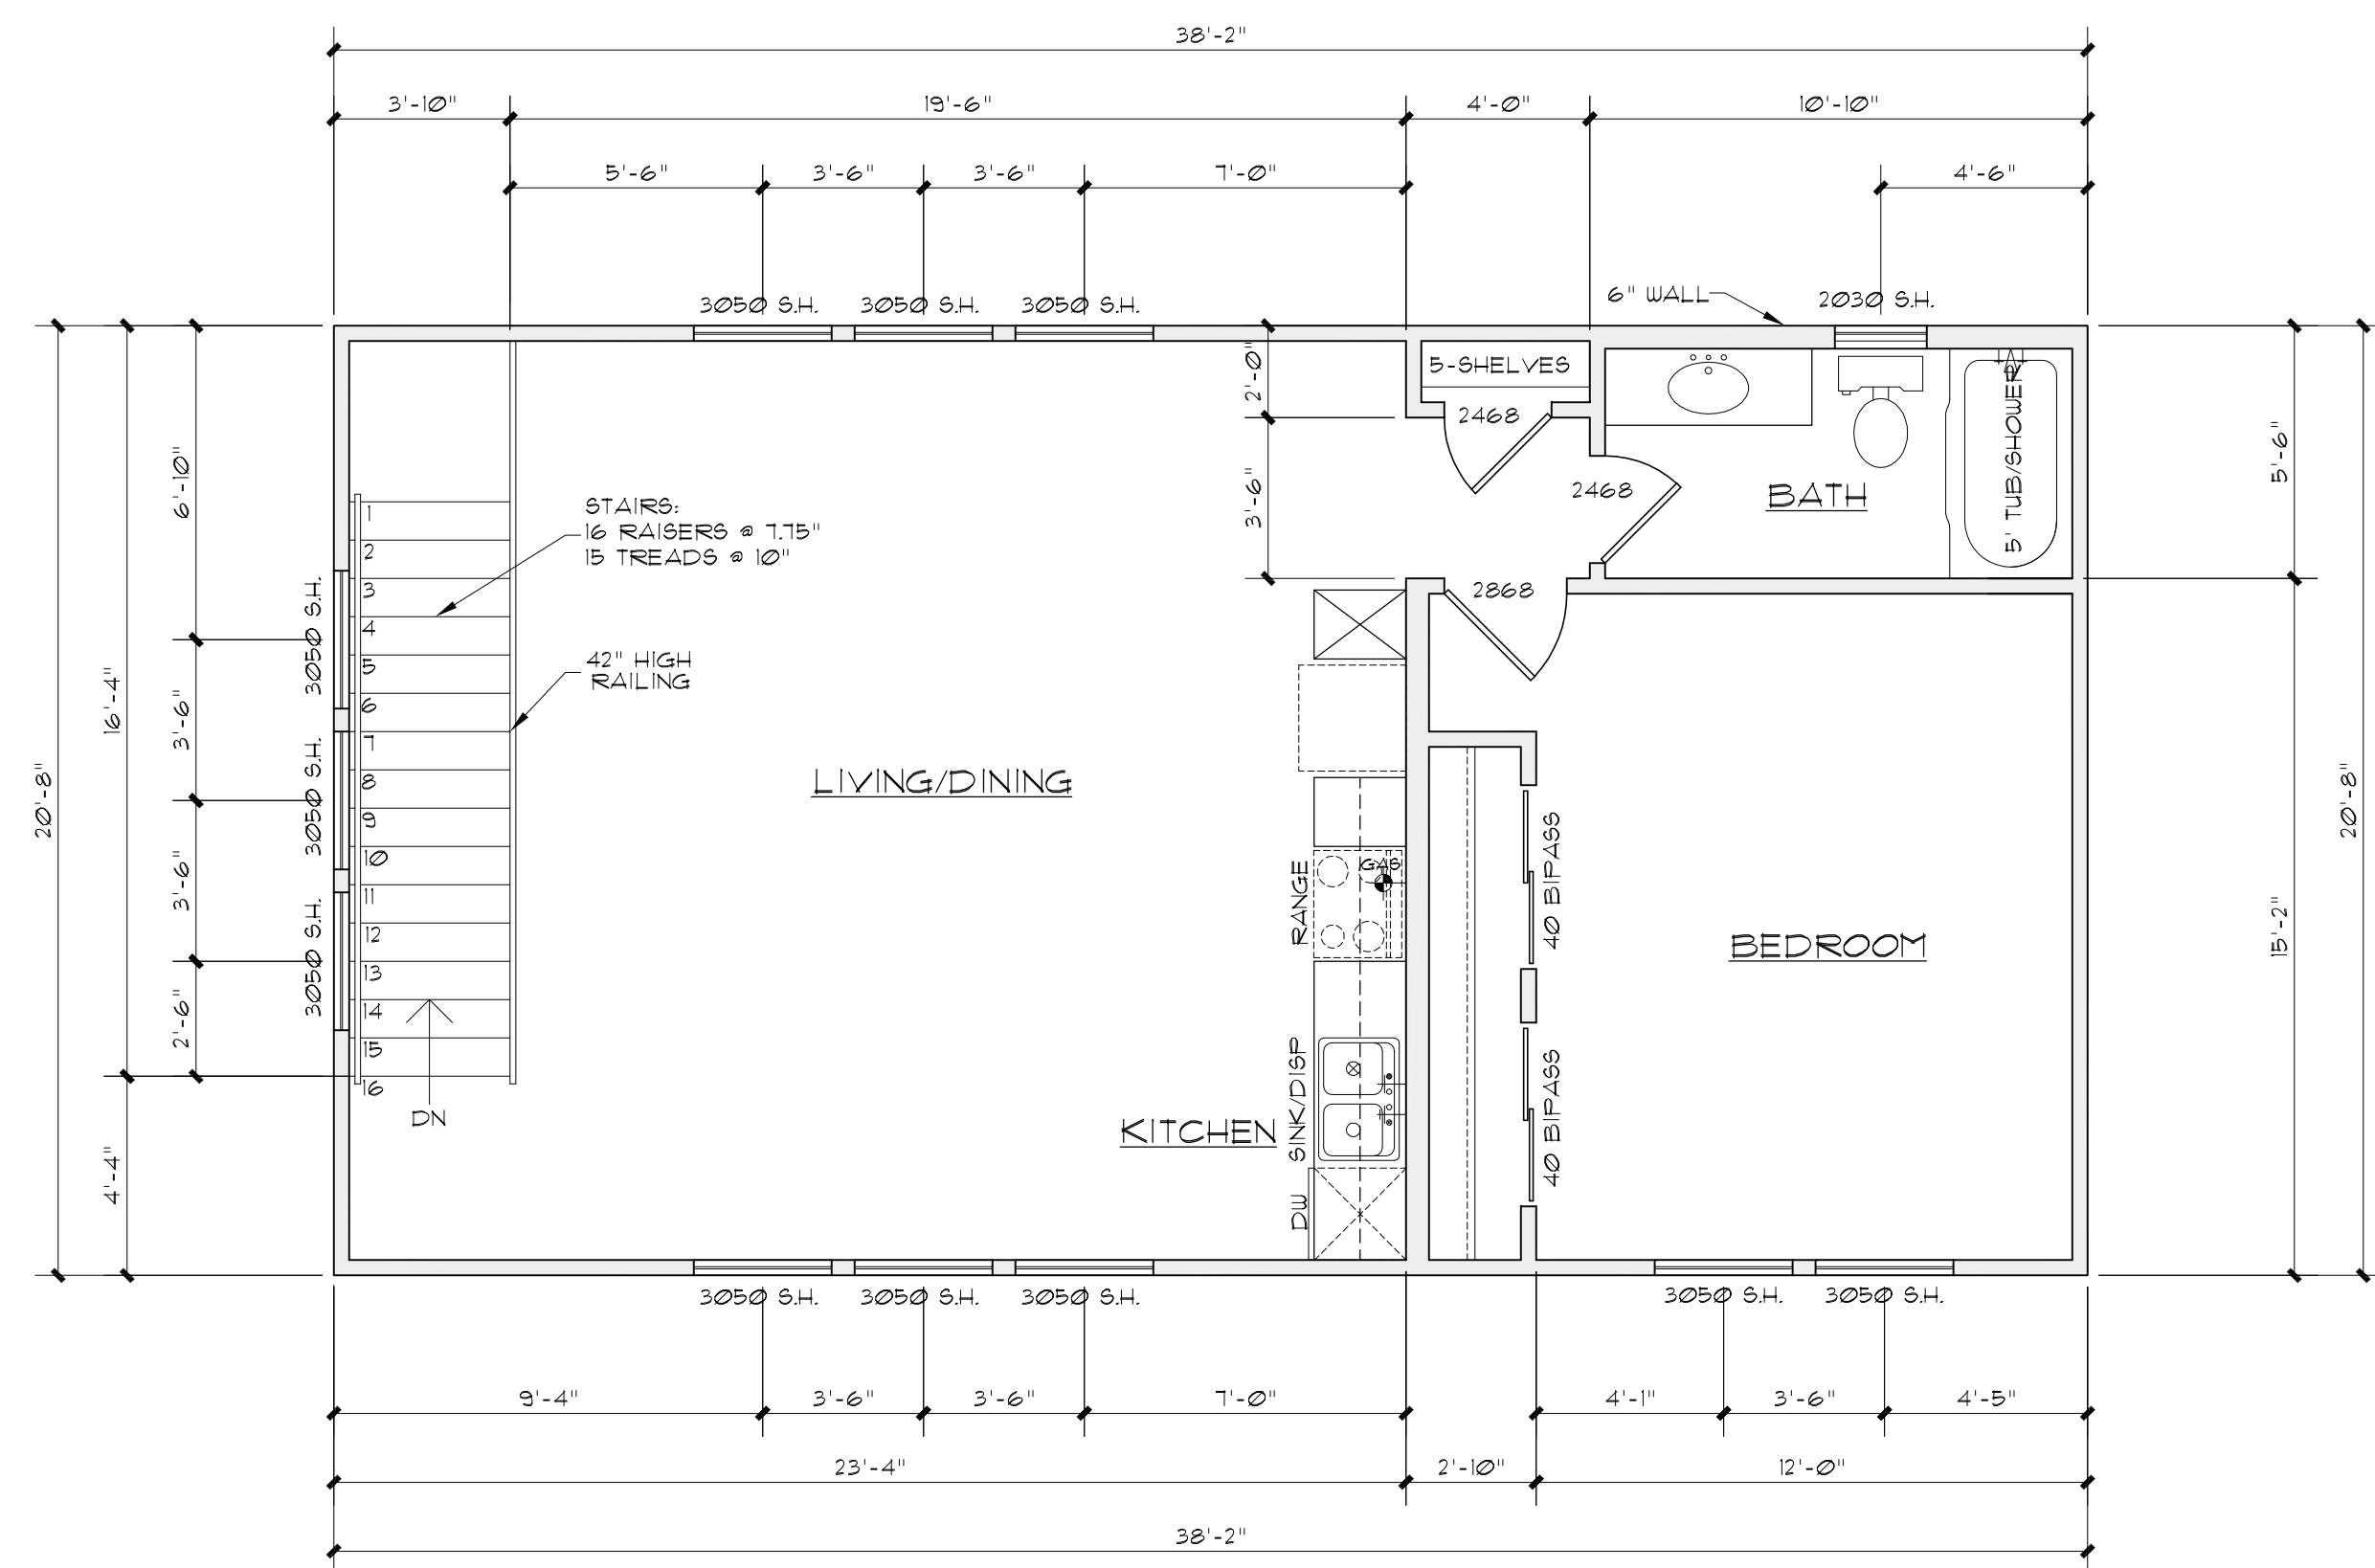 38'-2"
3'-10"
19'-6"
4'-0"
10'-10"
5'-6"
3'-6"
3'-6"
7'-0"
4'-6"
3050 S.H.
3050 S.H.
3050 S.H.
6" WALL
2030 S.H.
20'-8"
16'-4"
4'-4"
6'-10"
3'-6"
3'-6"
2'-6"
3050 S.H.
3050 S.H.
3050 S.H.
1
2
3
4
5
6
7
8
9
10
11
12
13
14
15
16
DN
STAIRS:
16 RAISERS @ 7.75"
15 TREADS @ 10"
42" HIGH
RAILING
LIVING/DINING
KITCHEN
2'-0"
3'-6"
5-SHELVES
2468
2468
2868
BATH
5' TUB/SHOWER
RANGE
GAS
SINK/DISP
DW
40 BIPASS
40 BIPASS
BEDROOM
5'-6"
15'-2"
20'-8"
3050 S.H.
3050 S.H.
3050 S.H.
3050 S.H.
3050 S.H.
9'-4"
3'-6"
3'-6"
7'-0"
4'-1"
3'-6"
4'-5"
23'-4"
2'-10"
12'-0"
38'-2"